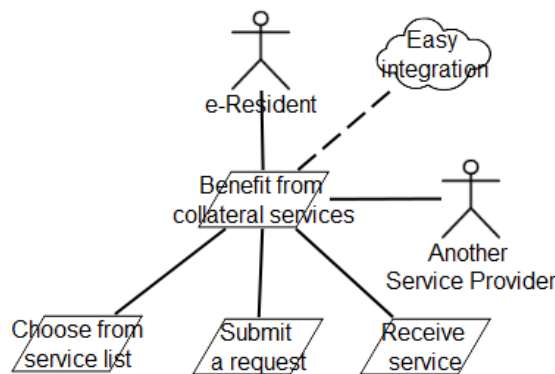 Easy
integration
e-Resident
Benefit from
collateral services
Another
Service Provider
Choose from
service list
Submit
a request
Receive
service